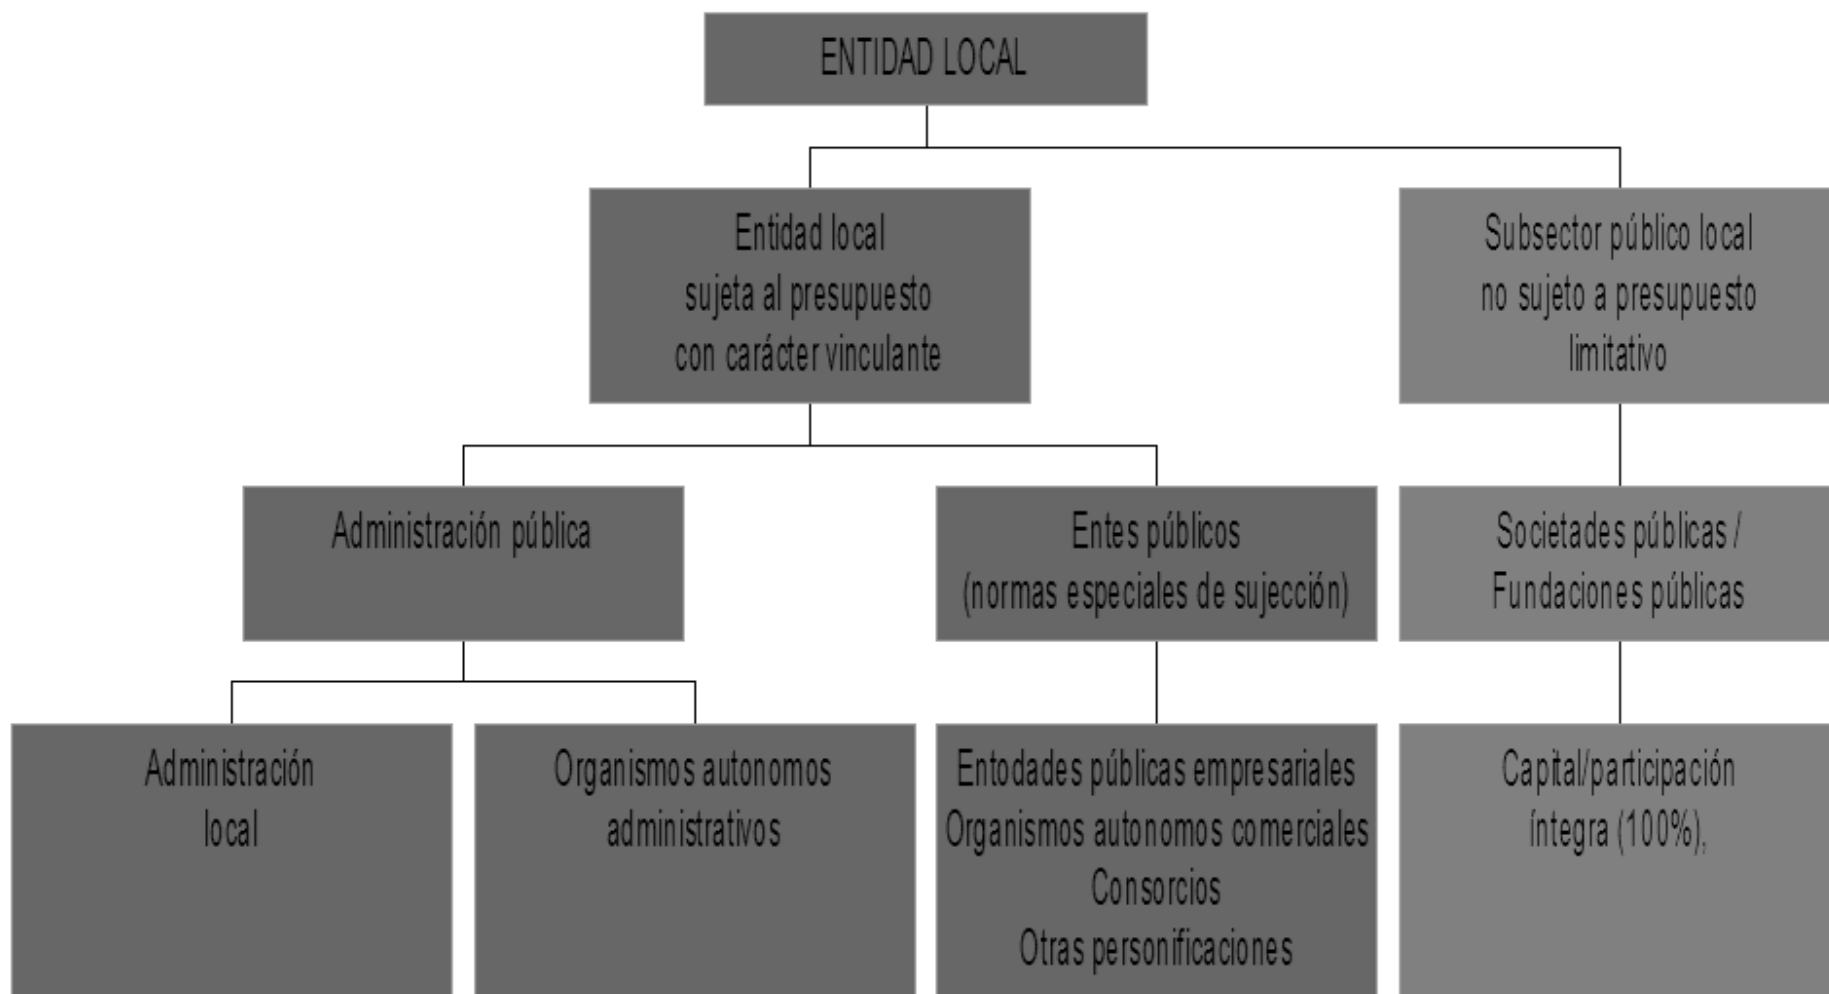 ENTIDAD LOCAL
Entidad local
sujeta al presupuesto
con carácter vinculante
Subsector público local
no sujeto a presupuesto
limitativo
Administración pública
Entes públicos
(normas especiales de sujección)
Societades públicas /
Fundaciones públicas
Administración
local
Organismos autonomos
administrativos
Entodades públicas empresariales
Organismos autonomos comerciales
Consorcios
Otras personificaciones
Capital/participación
íntegra (100%),